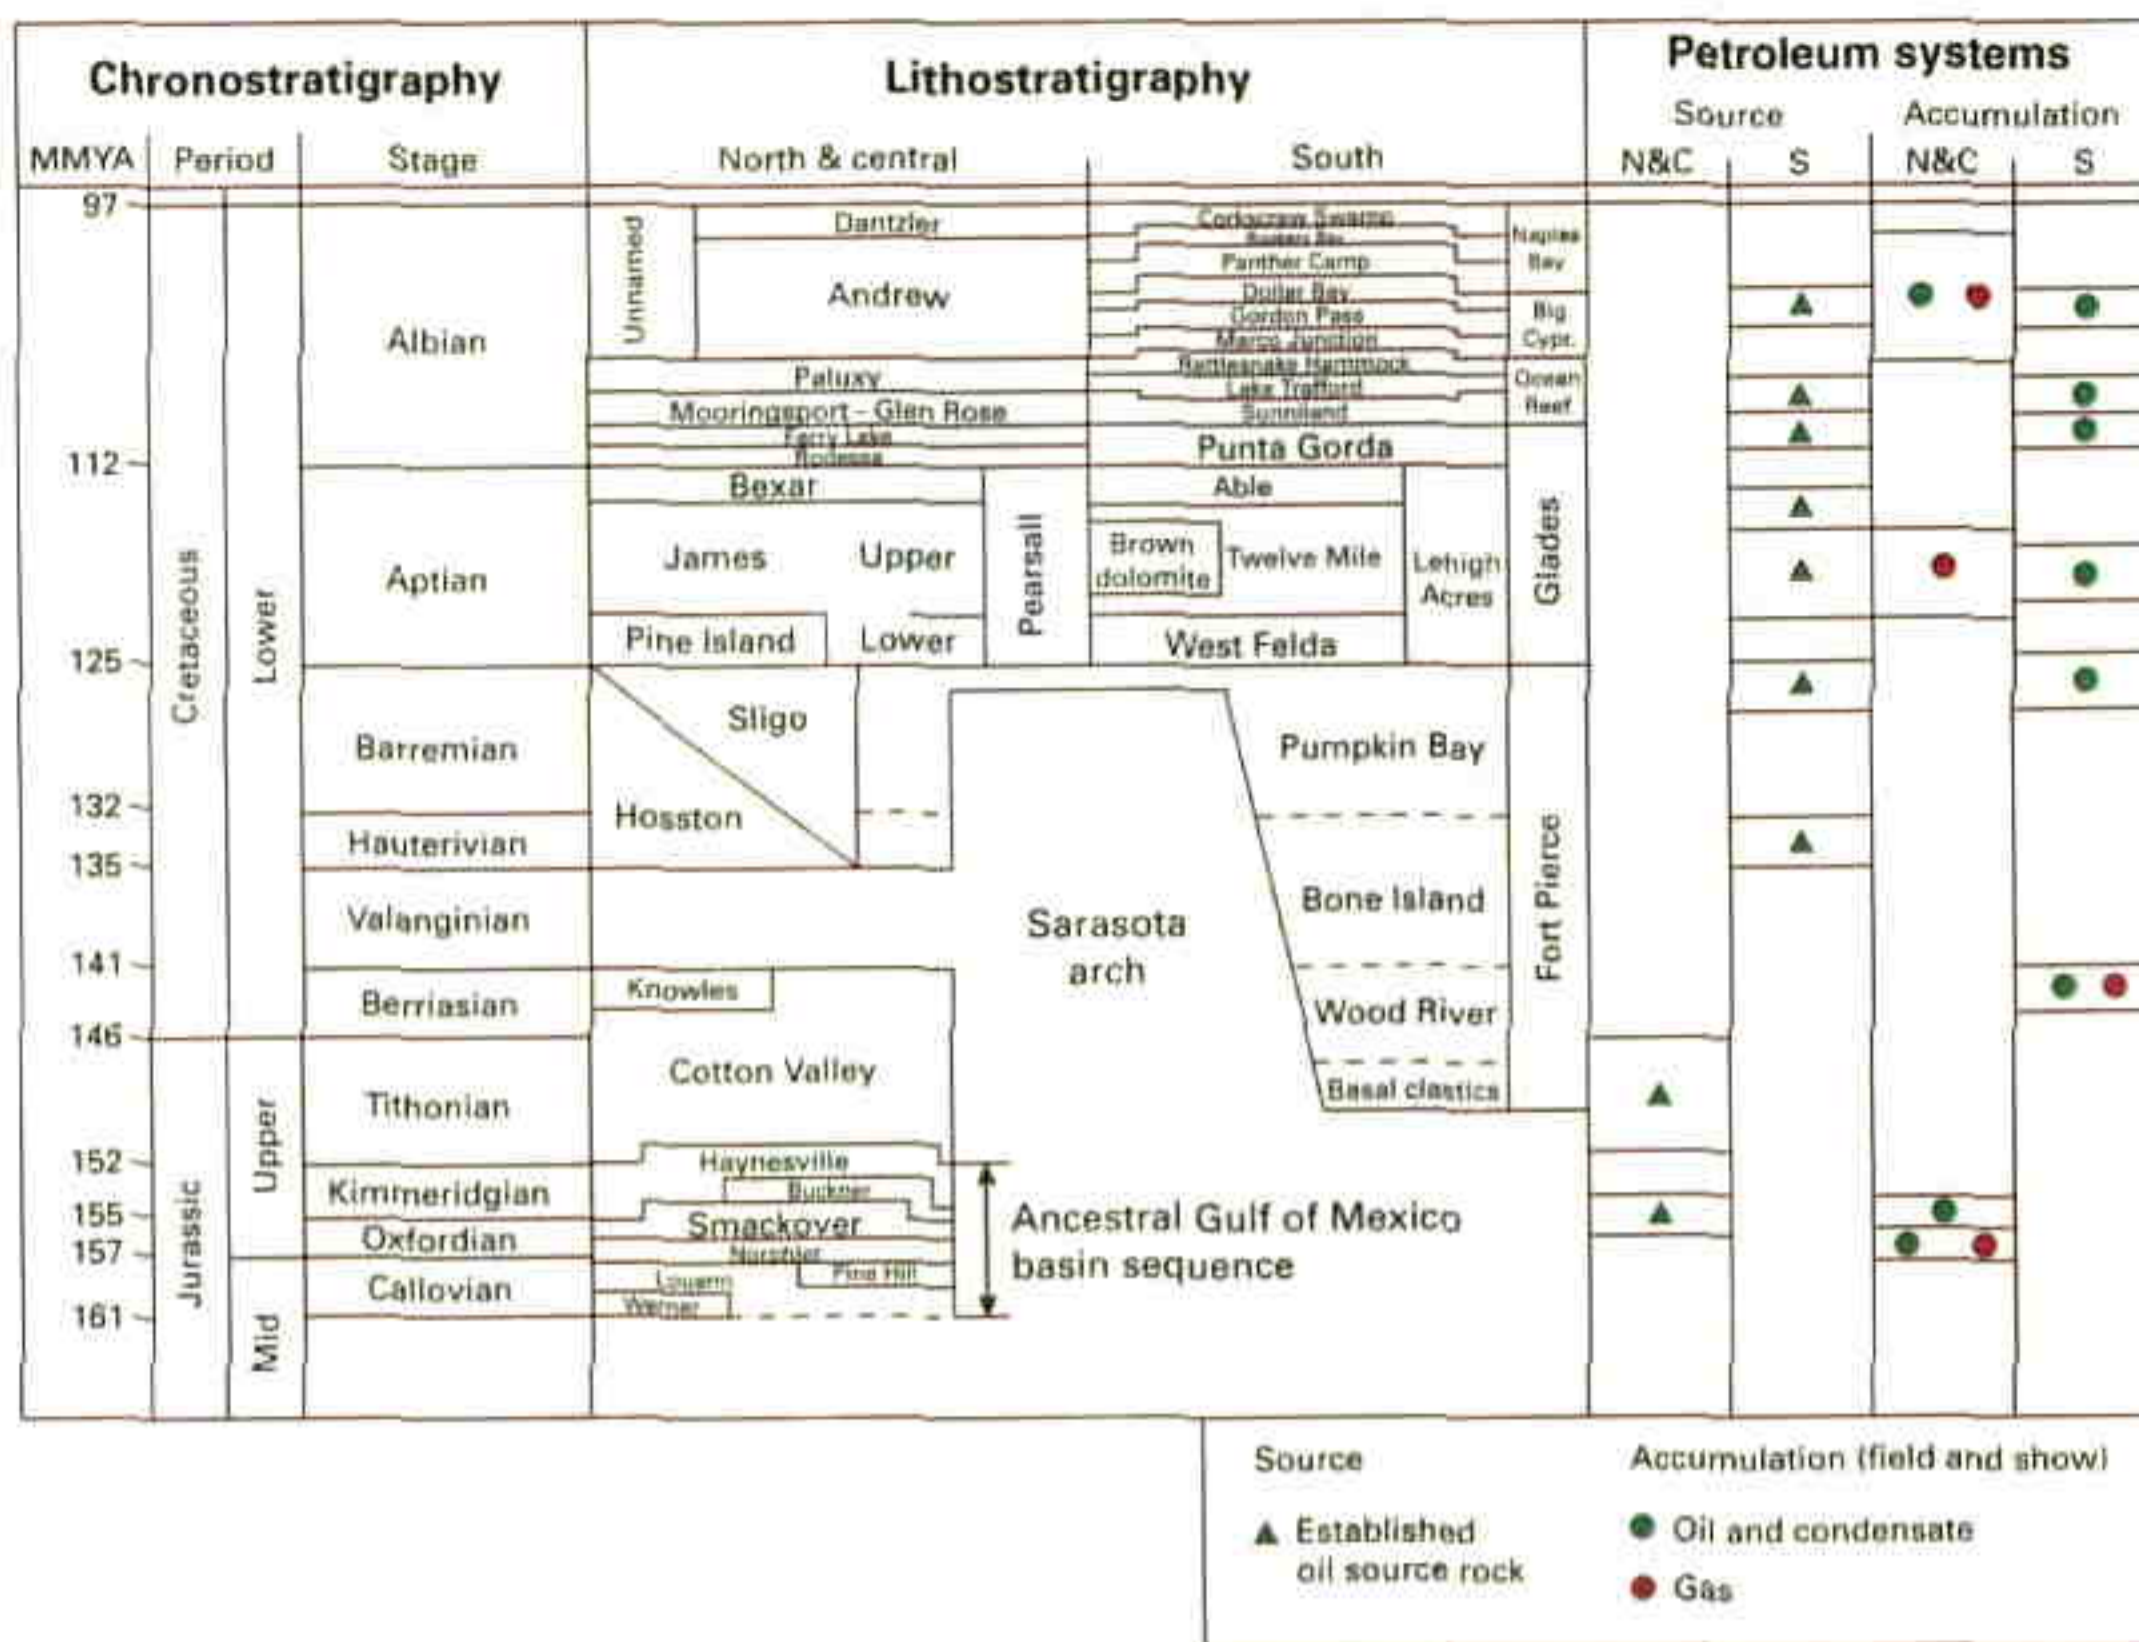 Chronostratigraphy
Lithostratigraphy
Petroleum systems
Source
Accumulation
MMYA
Period
Stage
North & central
South
N&C
S
N&C
S
97
112
125
132
135
141
146
152
155
157
161
Cretaceous
Jurassic
Lower
Upper
Mid
Albian
Aptian
Barremian
Hauterivian
Valanginian
Berriasian
Tithonian
Kimmeridgian
Oxfordian
Callovian
Unnamed
Dantzler
Andrew
Paluxy
Mooringsport - Glen Rose
Ferry Lake
Rodessa
Bexar
James
Upper
Pine Island
Lower
Pearsall
Sligo
Hosston
Knowles
Cotton Valley
Haynesville
Buckner
Smackover
Norphlet
Louann
Pine Hill
Werner
Corkscrew Swamp
Panther Camp
Dollar Bay
Gordon Pass
Marco Junction
Rattlesnake Hammock
Lake Trafford
Sunniland
Punta Gorda
Able
Brown
dolomite
Twelve Mile
West Felda
Lehigh
Acres
Naples
Bay
Big
Cypr.
Ocean
Reef
Glades
Pumpkin Bay
Bone Island
Wood River
Basal clastics
Fort Pierce
Sarasota
arch
Ancestral Gulf of Mexico
basin sequence
Source
Established
oil source rock
Accumulation (field and show)
Oil and condensate
Gas